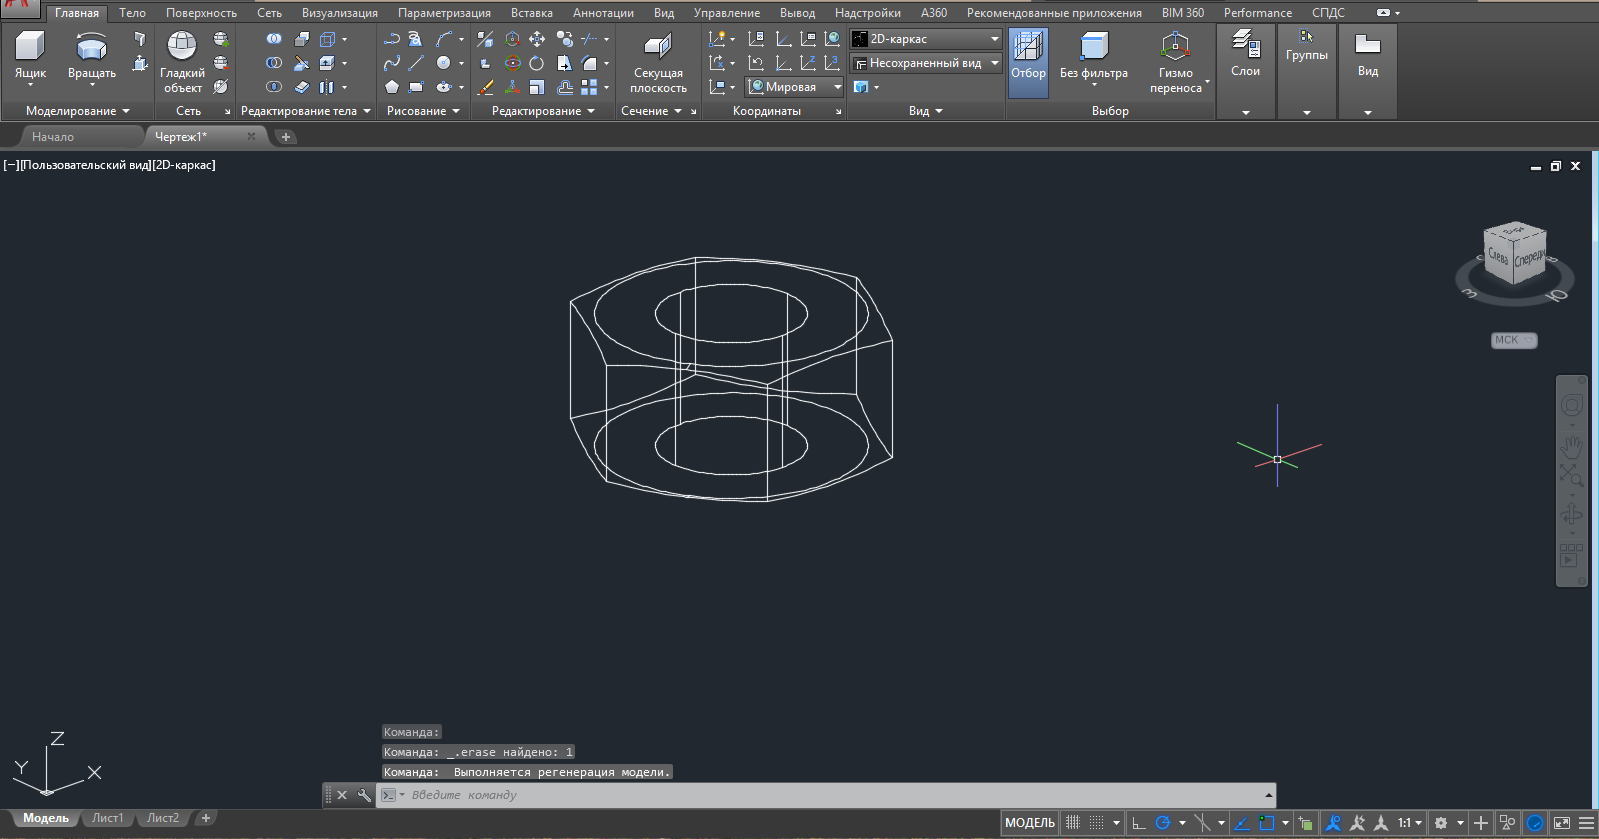 Главная Тело Поверхность Сеть Визуализация Параметризация Вставка Аннотации Вид Управление Вывод Надстройки A360 Рекомендованные приложения BIM 360 Performance СПДС
2D-каркас
Несохраненный вид
Мировая
Ящик
Вращать
Гладкий
объект
Секущая
плоскость
Отбор
Без фильтра
Гизмо
переноса
Слои
Группы
Вид
Моделирование Сеть Редактирование тела Рисование Редактирование Сечение Координаты Вид Выбор
Начало Чертеж1*
[−][Пользовательский вид][2D-каркас]
Слева Спереди
С В
З Ю
МСК
Z
Y
X
Команда:
Команда: _.erase найдено: 1
Команда: Выполняется регенерация модели.
Введите команду
Модель Лист1 Лист2 +
МОДЕЛЬ 1:1